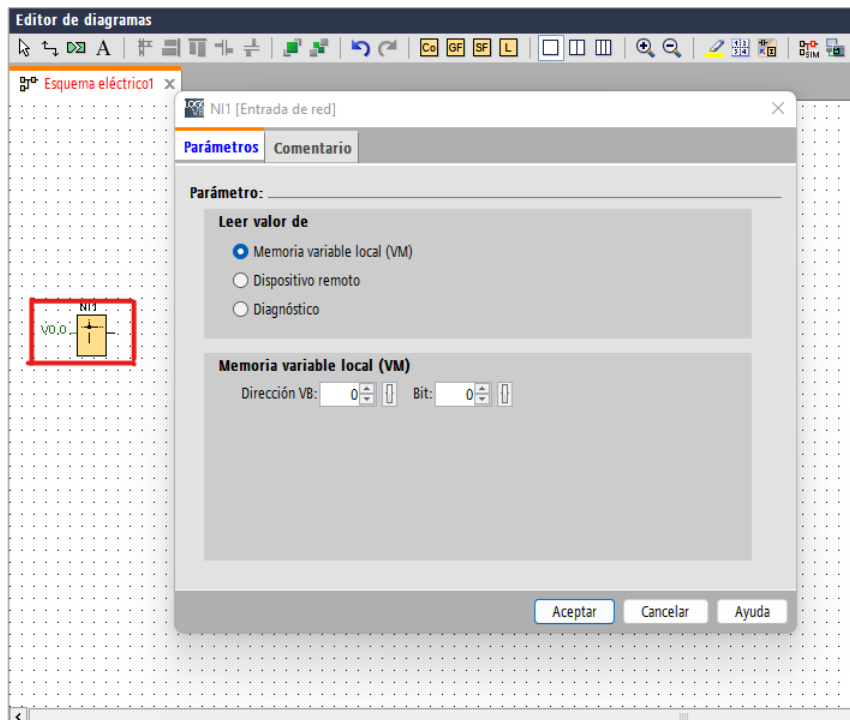 Editor de diagramas
A Co GF SF L
Esquema eléctrico1
NI1 [Entrada de red]
Parámetros Comentario
Parámetro:
Leer valor de
Memoria variable local (VM)
Dispositivo remoto
Diagnóstico
NI1
V0.0
Memoria variable local (VM)
Dirección VB: 0 Bit: 0
Aceptar Cancelar Ayuda